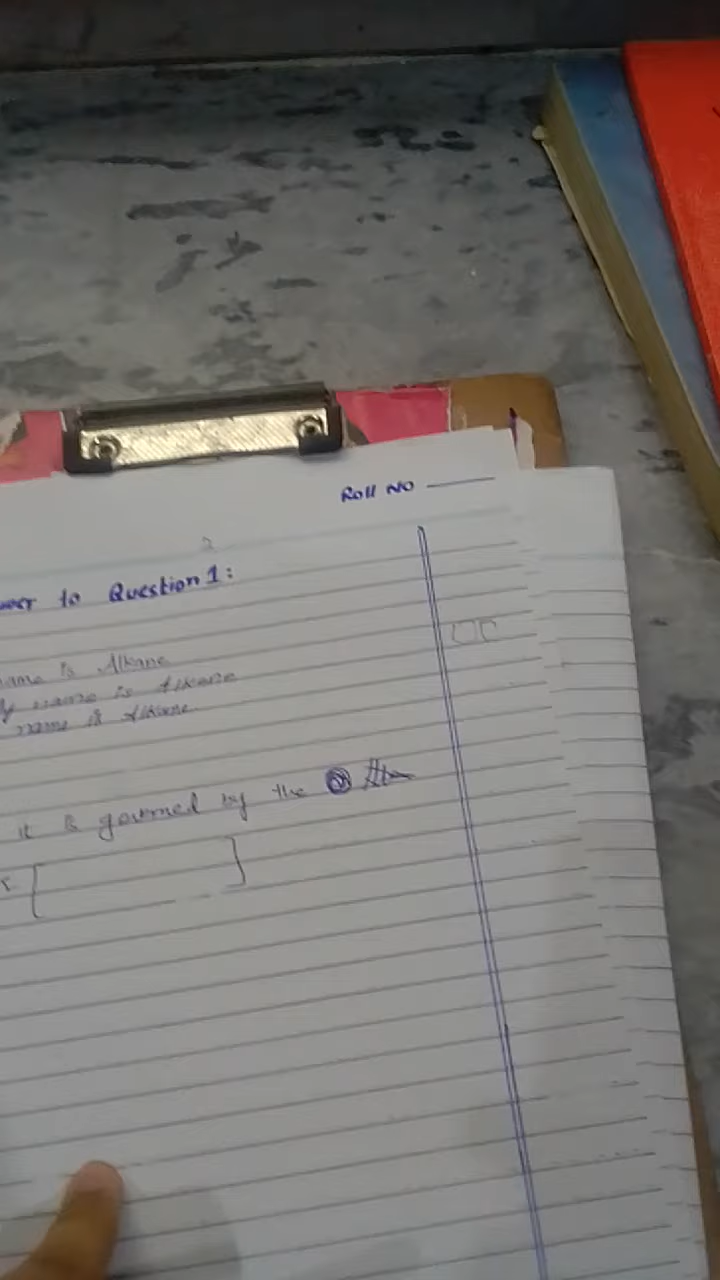 Roll NO
to Question 1:
name is Alkane
name is Alkane
name is Alkane
it is governed by the